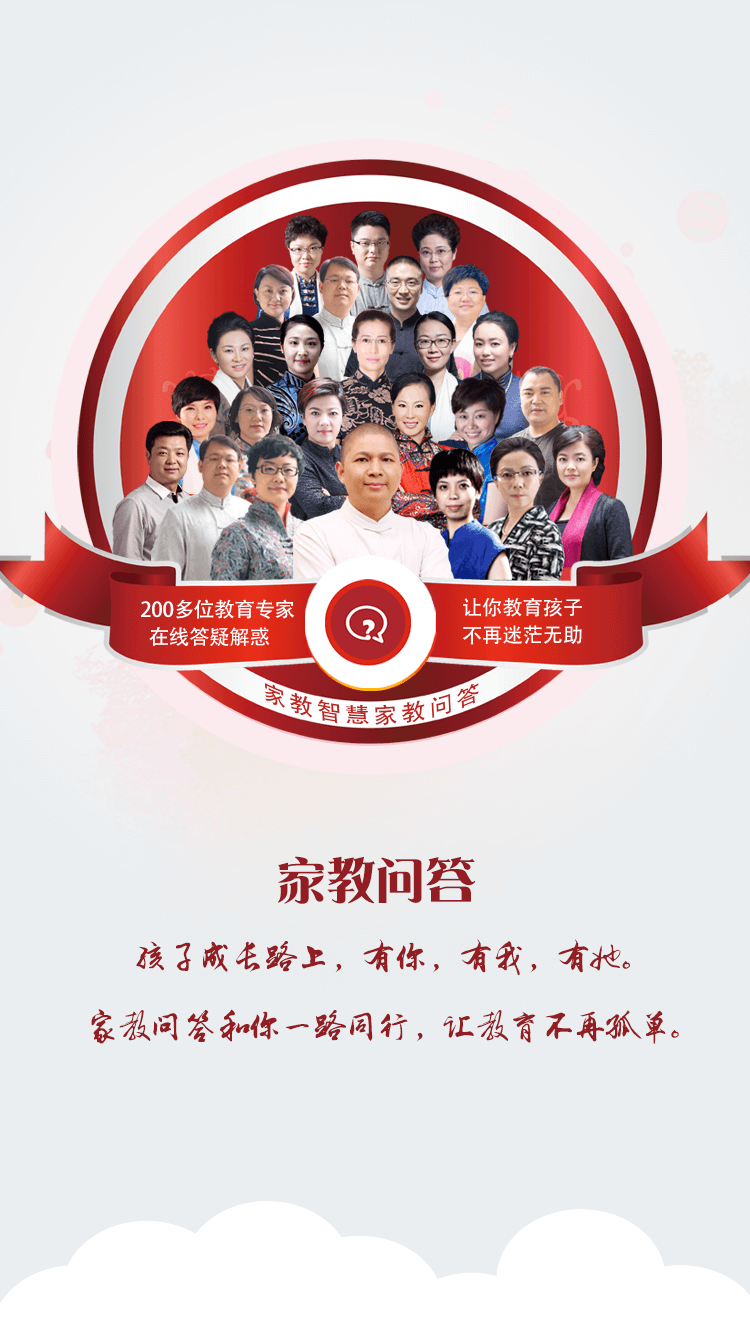 200多位教育专家
在线答疑解惑
让你教育孩子
不再迷茫无助
?
家教智慧家教问答
家教问答
孩子成长路上，有你，有我，有她。
家教问答和你一路同行，让教育不再孤单。